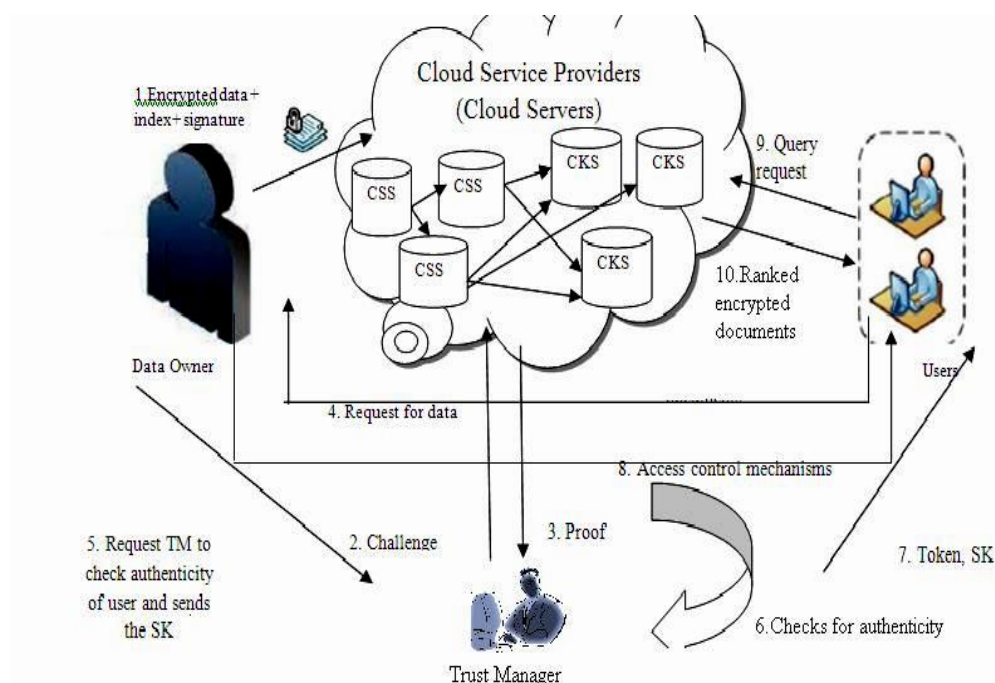 Cloud Service Providers
(Cloud Servers)
1.Encrypted data+
index+ signature
CSS
CSS
CKS
CKS
CSS
CKS
9. Query
request
10.Ranked
encrypted
documents
Data Owner
Users
4. Request for data
8. Access control mechanisms
5. Request TM to
check authenticity
of user and sends
the SK
2. Challenge
3. Proof
7. Token, SK
6.Checks for authenticity
Trust Manager